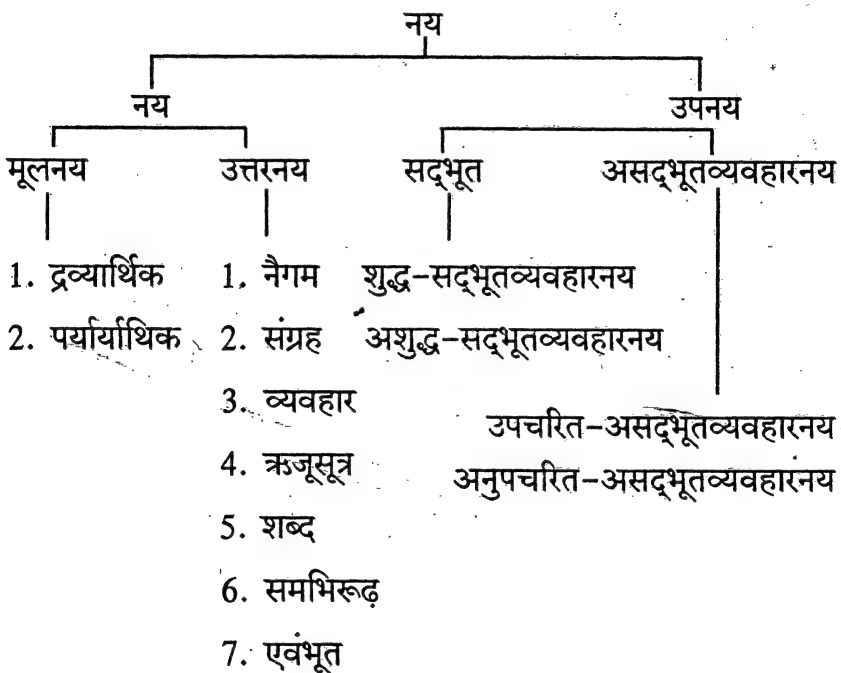 नय
नय उपनय
मूलनय उत्तरनय सद्‌भूत असद्‌भूतव्यवहारनय
1. द्रव्यार्थिक 1. नैगम शुद्ध-सद्‌भूतव्यवहारनय
2. पर्यार्याथिक 2. संग्रह अशुद्ध-सद्‌भूतव्यवहारनय
3. व्यवहार
उपचरित-असद्‌भूतव्यवहारनय
4. ऋजूसूत्र
अनुपचरित-असद्‌भूतव्यवहारनय
5. शब्द
6. समभिरूढ़
7. एवंभूत